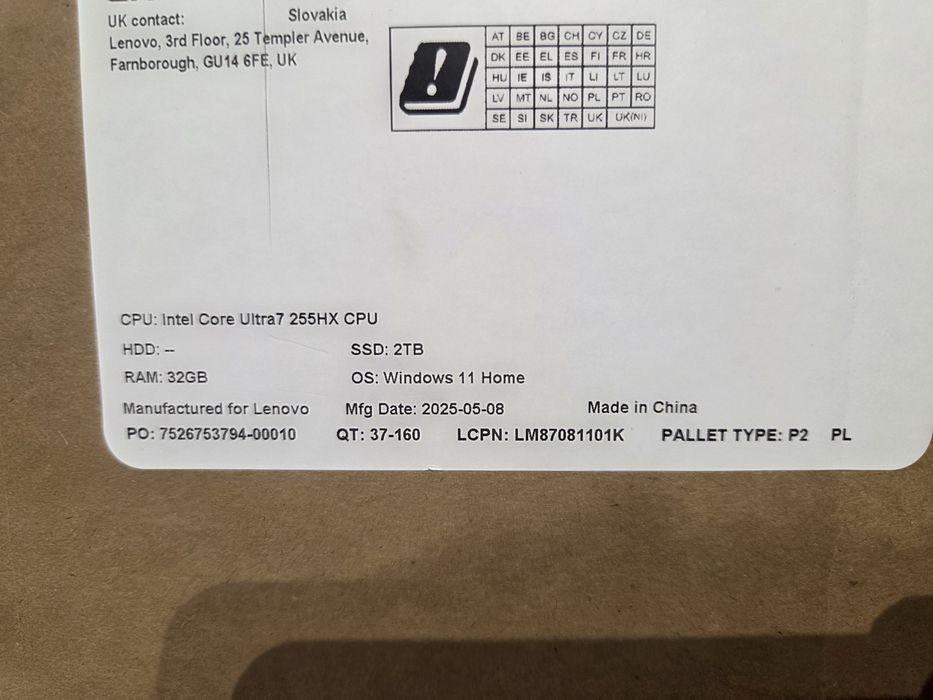 UK contact: Slovakia
Lenovo, 3rd Floor, 25 Templer Avenue,
Farnborough, GU14 6FE, UK
AT BE BG CH CY CZ DE
DK EE EL ES FI FR HR
HU IE IS IT LI LT LU
LV MT NL NO PL PT RO
SE SI SK TR UK UK(NI)
CPU: Intel Core Ultra7 255HX CPU
HDD: -- SSD: 2TB
RAM: 32GB OS: Windows 11 Home
Manufactured for Lenovo Mfg Date: 2025-05-08 Made in China
PO: 7526753794-00010 QT: 37-160 LCPN: LM87081101K PALLET TYPE: P2 PL